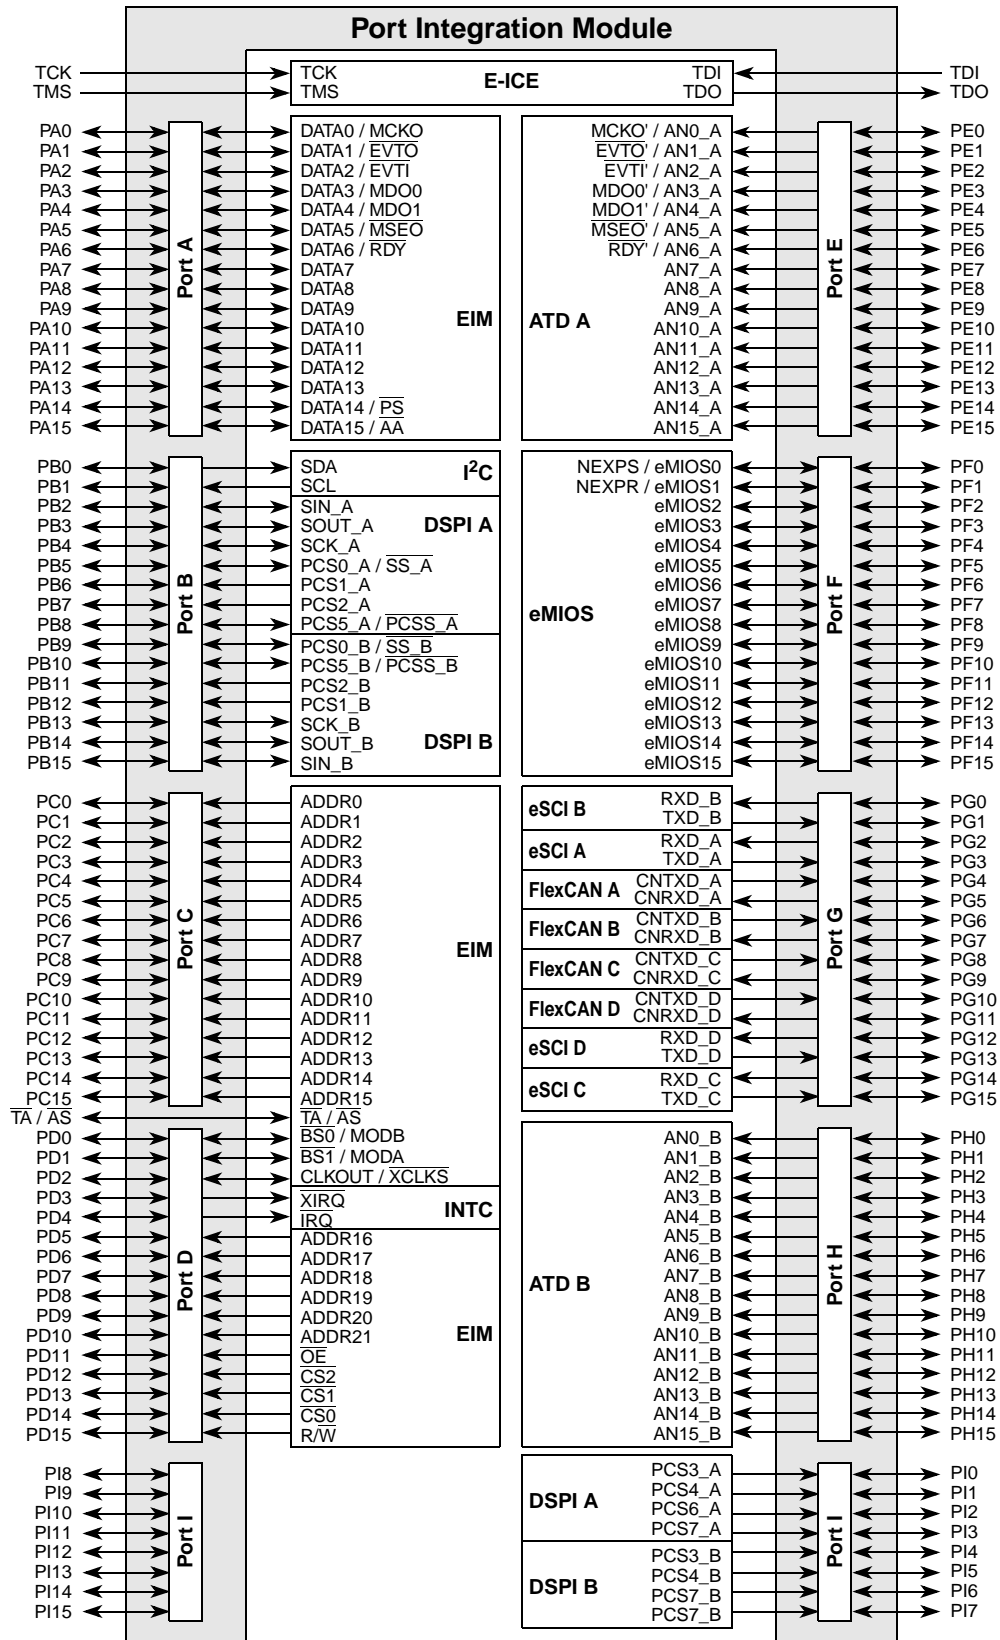 Port Integration Module
TCK TCK E-ICE TDI TDI
TMS TMS TDO TDO
PA0 DATA0 / MCKO MCKO' / AN0_A PE0
PA1 DATA1 / EVTO EVTO' / AN1_A PE1
PA2 DATA2 / EVTI EVTI' / AN2_A PE2
PA3 DATA3 / MDO0 MDO0' / AN3_A PE3
PA4 DATA4 / MDO1 MDO1' / AN4_A PE4
PA5 DATA5 / MSEO MSEO' / AN5_A PE5
PA6 DATA6 / RDY RDY' / AN6_A PE6
PA7 Port A DATA7 AN7_A Port E PE7
PA8 DATA8 AN8_A PE8
PA9 DATA9 EIM ATD A AN9_A PE9
PA10 DATA10 AN10_A PE10
PA11 DATA11 AN11_A PE11
PA12 DATA12 AN12_A PE12
PA13 DATA13 AN13_A PE13
PA14 DATA14 / PS AN14_A PE14
PA15 DATA15 / AA AN15_A PE15
PB0 SDA I²C NEXPS / eMIOS0 PF0
PB1 SCL NEXPR / eMIOS1 PF1
PB2 SIN_A eMIOS2 PF2
PB3 SOUT_A DSPI A eMIOS3 PF3
PB4 SCK_A eMIOS4 PF4
PB5 PCS0_A / SS_A eMIOS5 PF5
PB6 PCS1_A eMIOS6 PF6
PB7 Port B PCS2_A eMIOS eMIOS7 Port F PF7
PB8 PCS5_A / PCSS_A eMIOS8 PF8
PB9 PCS0_B / SS_B eMIOS9 PF9
PB10 PCS5_B / PCSS_B eMIOS10 PF10
PB11 PCS2_B eMIOS11 PF11
PB12 PCS1_B eMIOS12 PF12
PB13 SCK_B eMIOS13 PF13
PB14 SOUT_B DSPI B eMIOS14 PF14
PB15 SIN_B eMIOS15 PF15
PC0 ADDR0 eSCI B RXD_B PG0
PC1 ADDR1 TXD_B PG1
PC2 ADDR2 eSCI A RXD_A PG2
PC3 ADDR3 TXD_A PG3
PC4 ADDR4 FlexCAN A CNTXD_A PG4
PC5 ADDR5 CNRXD_A PG5
PC6 ADDR6 FlexCAN B CNTXD_B PG6
PC7 Port C ADDR7 EIM CNRXD_B Port G PG7
PC8 ADDR8 FlexCAN C CNTXD_C PG8
PC9 ADDR9 CNRXD_C PG9
PC10 ADDR10 FlexCAN D CNTXD_D PG10
PC11 ADDR11 CNRXD_D PG11
PC12 ADDR12 eSCI D RXD_D PG12
PC13 ADDR13 TXD_D PG13
PC14 ADDR14 eSCI C RXD_C PG14
PC15 ADDR15 TXD_C PG15
TA / AS TA / AS
PD0 BS0 / MODB AN0_B PH0
PD1 BS1 / MODA AN1_B PH1
PD2 CLKOUT / XCLKS AN2_B PH2
PD3 XIRQ INTC AN3_B PH3
PD4 IRQ AN4_B PH4
PD5 ADDR16 AN5_B PH5
PD6 ADDR17 AN6_B PH6
PD7 Port D ADDR18 ATD B AN7_B Port H PH7
PD8 ADDR19 AN8_B PH8
PD9 ADDR20 AN9_B PH9
PD10 ADDR21 EIM AN10_B PH10
PD11 OE AN11_B PH11
PD12 CS2 AN12_B PH12
PD13 CS1 AN13_B PH13
PD14 CS0 AN14_B PH14
PD15 R/W AN15_B PH15
PI8 PCS3_A PI0
PI9 DSPI A PCS4_A PI1
PI10 PCS6_A PI2
PI11 Port I PCS7_A Port I PI3
PI12 PCS3_B PI4
PI13 DSPI B PCS4_B PI5
PI14 PCS7_B PI6
PI15 PCS7_B PI7